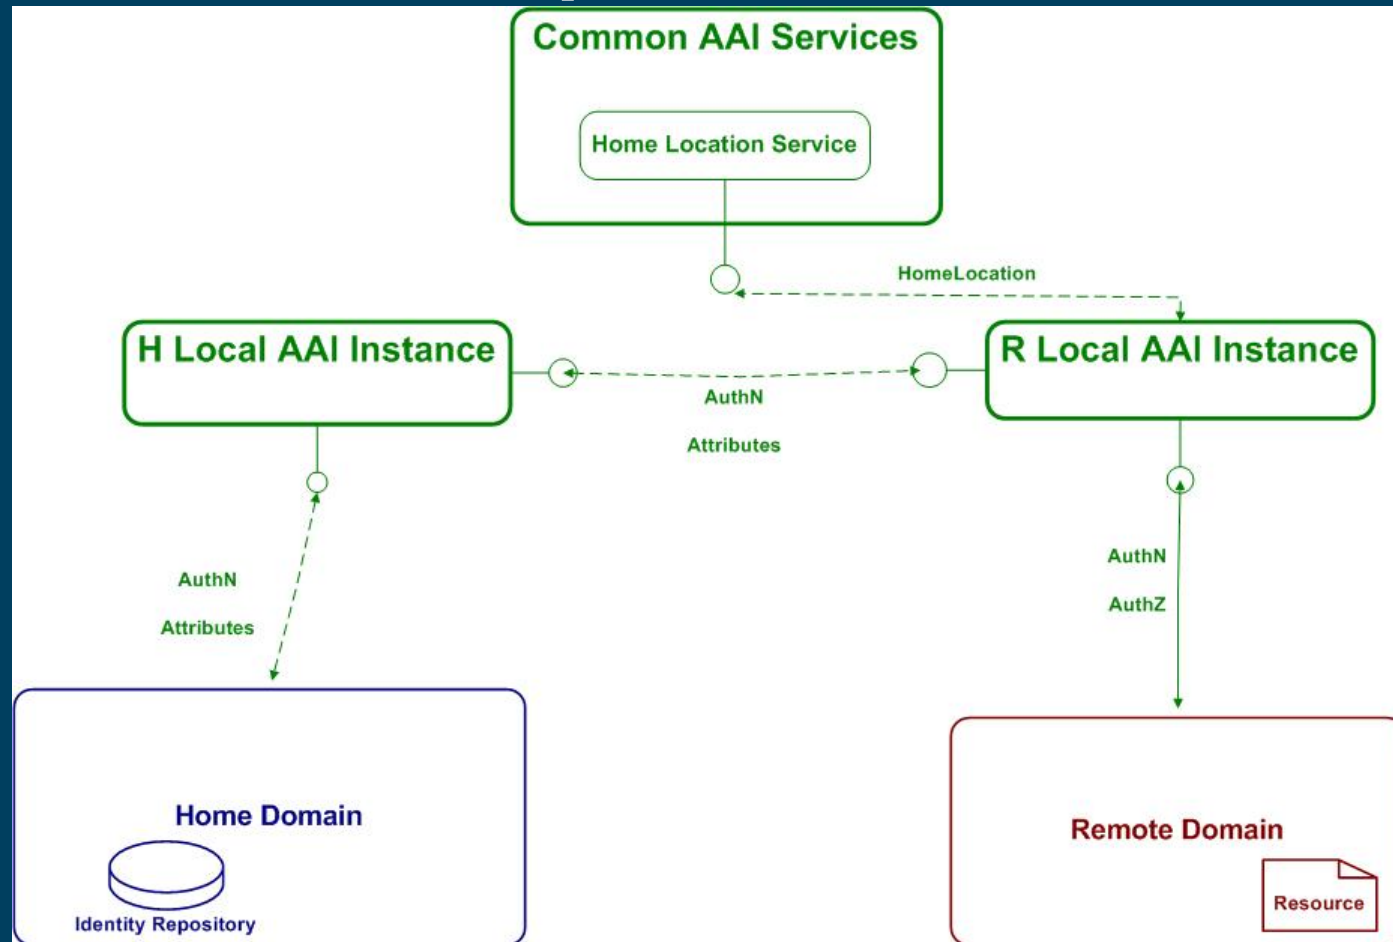 Common AAI Services
Home Location Service
HomeLocation
H Local AAI Instance
R Local AAI Instance
AuthN
Attributes
AuthN
Attributes
AuthN
AuthZ
Home Domain
Identity Repository
Remote Domain
Resource